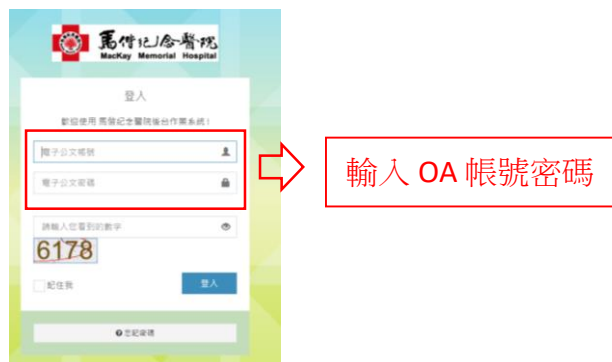 馬偕紀念醫院
MacKay Memorial Hospital
登入
歡迎使用 馬偕紀念醫院後台作業系統!
電子公文帳號
電子公文密碼
請輸入您看到的數字
6178
記住我
登入
忘記密碼
輸入 OA 帳號密碼